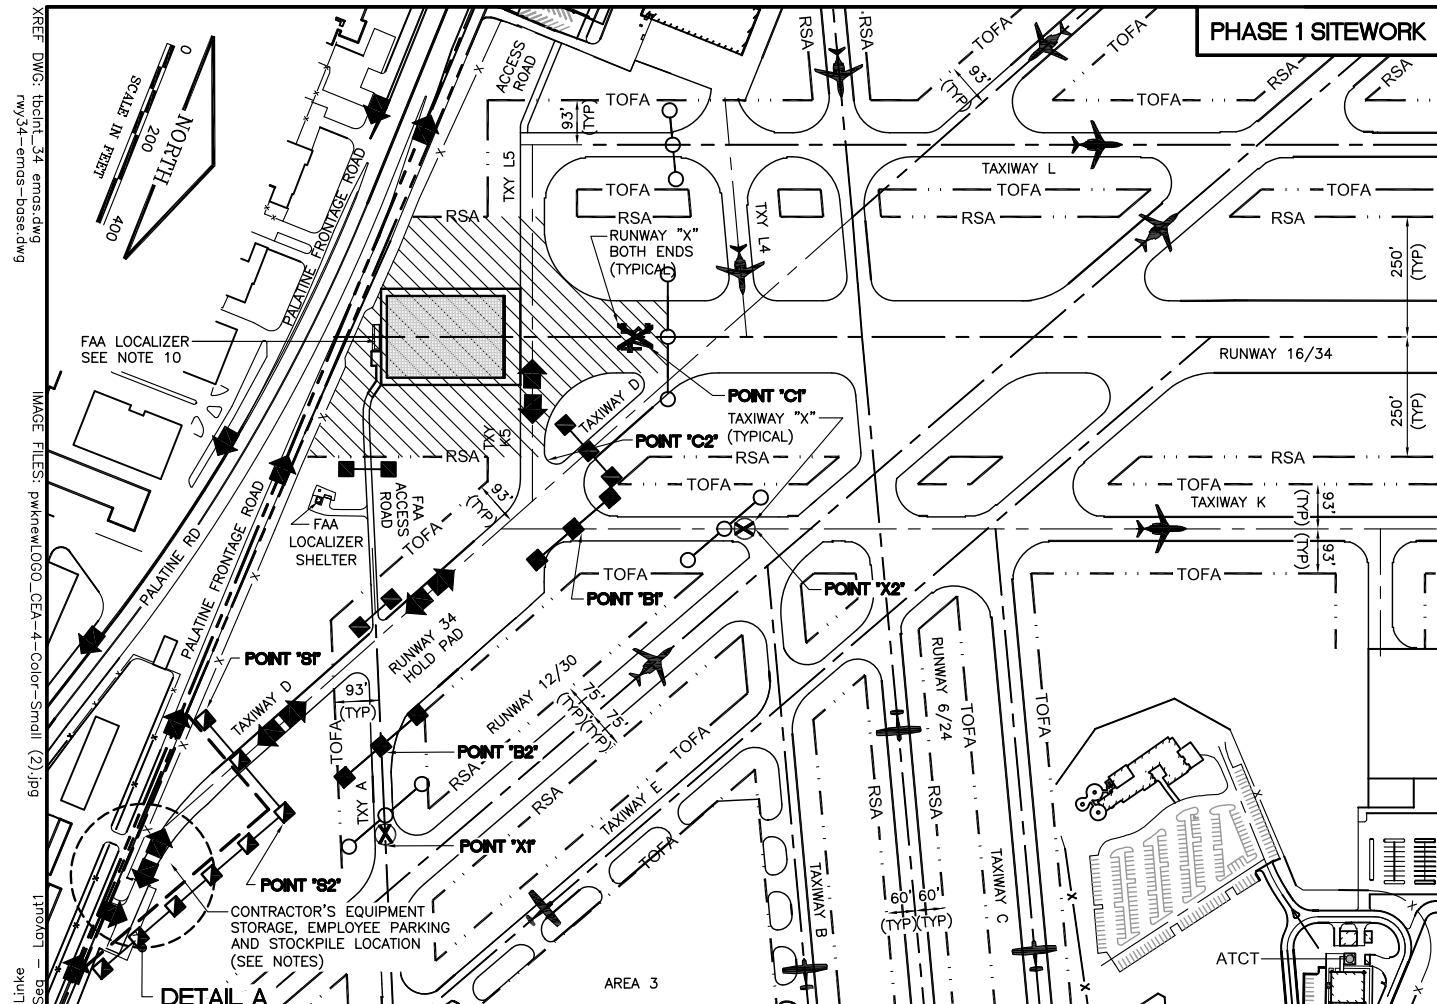 PHASE 1 SITEWORK
XREF DWG: tbclnt_34 emas.dwg
rwy34-emas-base.dwg
IMAGE FILES: pwknewLOGO_CEA-4-Color-Small (2).jpg
Layout1 -
Linke
0
200
400
SCALE IN FEET
NORTH
ACCESS
ROAD
RSA
RSA
TOFA
TOFA
RSA
RSA
93'
(TYP)
TOFA
TOFA
93'
(TYP)
TXY L5
TAXIWAY L
TOFA
TOFA
TOFA
RSA
RSA
RSA
RSA
TXY L4
RUNWAY "X"
BOTH ENDS
(TYPICAL)
250'
(TYP)
PALATINE FRONTAGE ROAD
FAA LOCALIZER
SEE NOTE 10
RUNWAY 16/34
250'
(TYP)
POINT "C1"
TAXIWAY "X"
(TYPICAL)
TAXIWAY D
POINT "C2"
TXY
K5
RSA
RSA
RSA
TOFA
TOFA
TAXIWAY K
93'
(TYP)
93'
(TYP)
93'
(TYP)
FAA
ACCESS
ROAD
TOFA
FAA
LOCALIZER
SHELTER
PALATINE RD
PALATINE FRONTAGE ROAD
TOFA
TOFA
POINT "B1"
POINT "X2"
RUNWAY 34
HOLD PAD
POINT "S1"
TAXIWAY D
93'
(TYP)
TOFA
TXY A
RUNWAY 12/30
75'
(TYP)
75'
(TYP)
RSA
RSA
TOFA
TAXIWAY E
TOFA
RUNWAY 6/24
TOFA
TOFA
RSA
RSA
POINT "B2"
POINT "X1"
POINT "S2"
CONTRACTOR'S EQUIPMENT
STORAGE, EMPLOYEE PARKING
AND STOCKPILE LOCATION
(SEE NOTES)
TAXIWAY B
TAXIWAY C
60'
60'
(TYP)
(TYP)
ATCT
AREA 3
DETAIL A